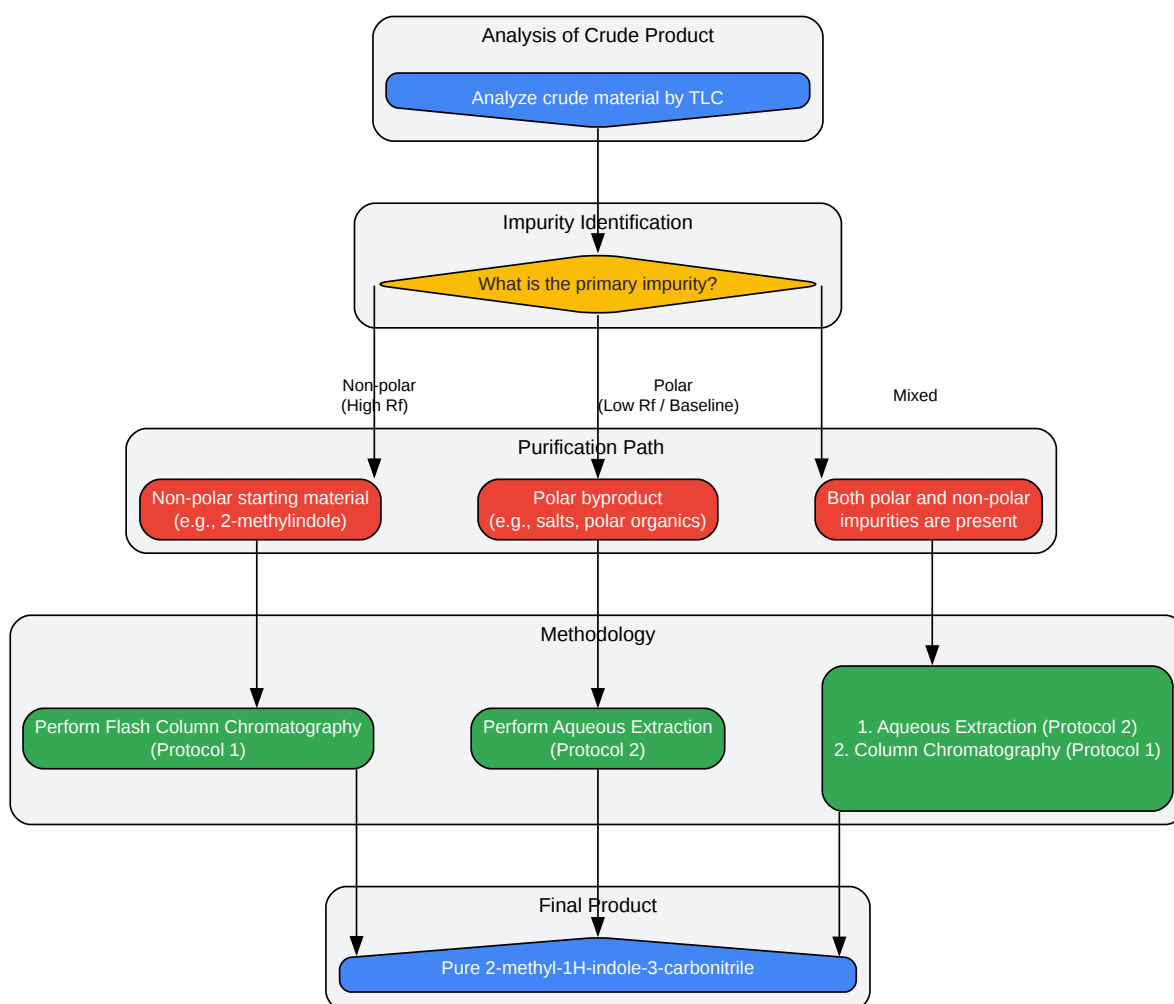 Analysis of Crude Product
Analyze crude material by TLC
Impurity Identification
What is the primary impurity?
Non-polar
(High Rf)
Polar
(Low Rf / Baseline)
Mixed
Purification Path
Non-polar starting material
(e.g., 2-methylindole)
Polar byproduct
(e.g., salts, polar organics)
Both polar and non-polar
impurities are present
Methodology
Perform Flash Column Chromatography
(Protocol 1)
Perform Aqueous Extraction
(Protocol 2)
1. Aqueous Extraction (Protocol 2)
2. Column Chromatography (Protocol 1)
Final Product
Pure 2-methyl-1H-indole-3-carbonitrile